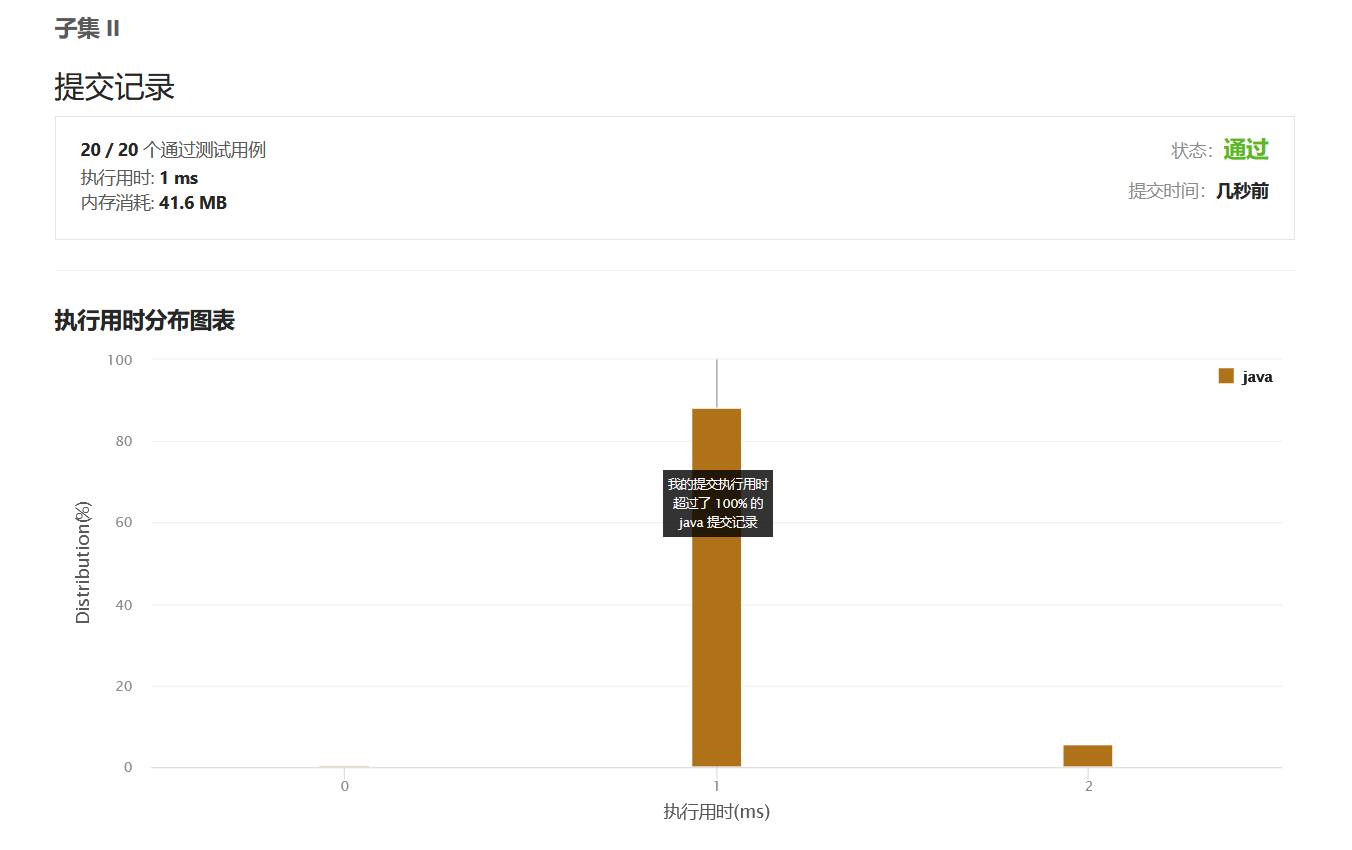 子集 II
提交记录
20 / 20 个通过测试用例
状态：通过
执行用时: 1 ms
提交时间：几秒前
内存消耗: 41.6 MB
执行用时分布图表
100
80
60
40
20
0
Distribution(%)
java
我的提交执行用时
超过了 100% 的
java 提交记录
0
1
2
执行用时(ms)